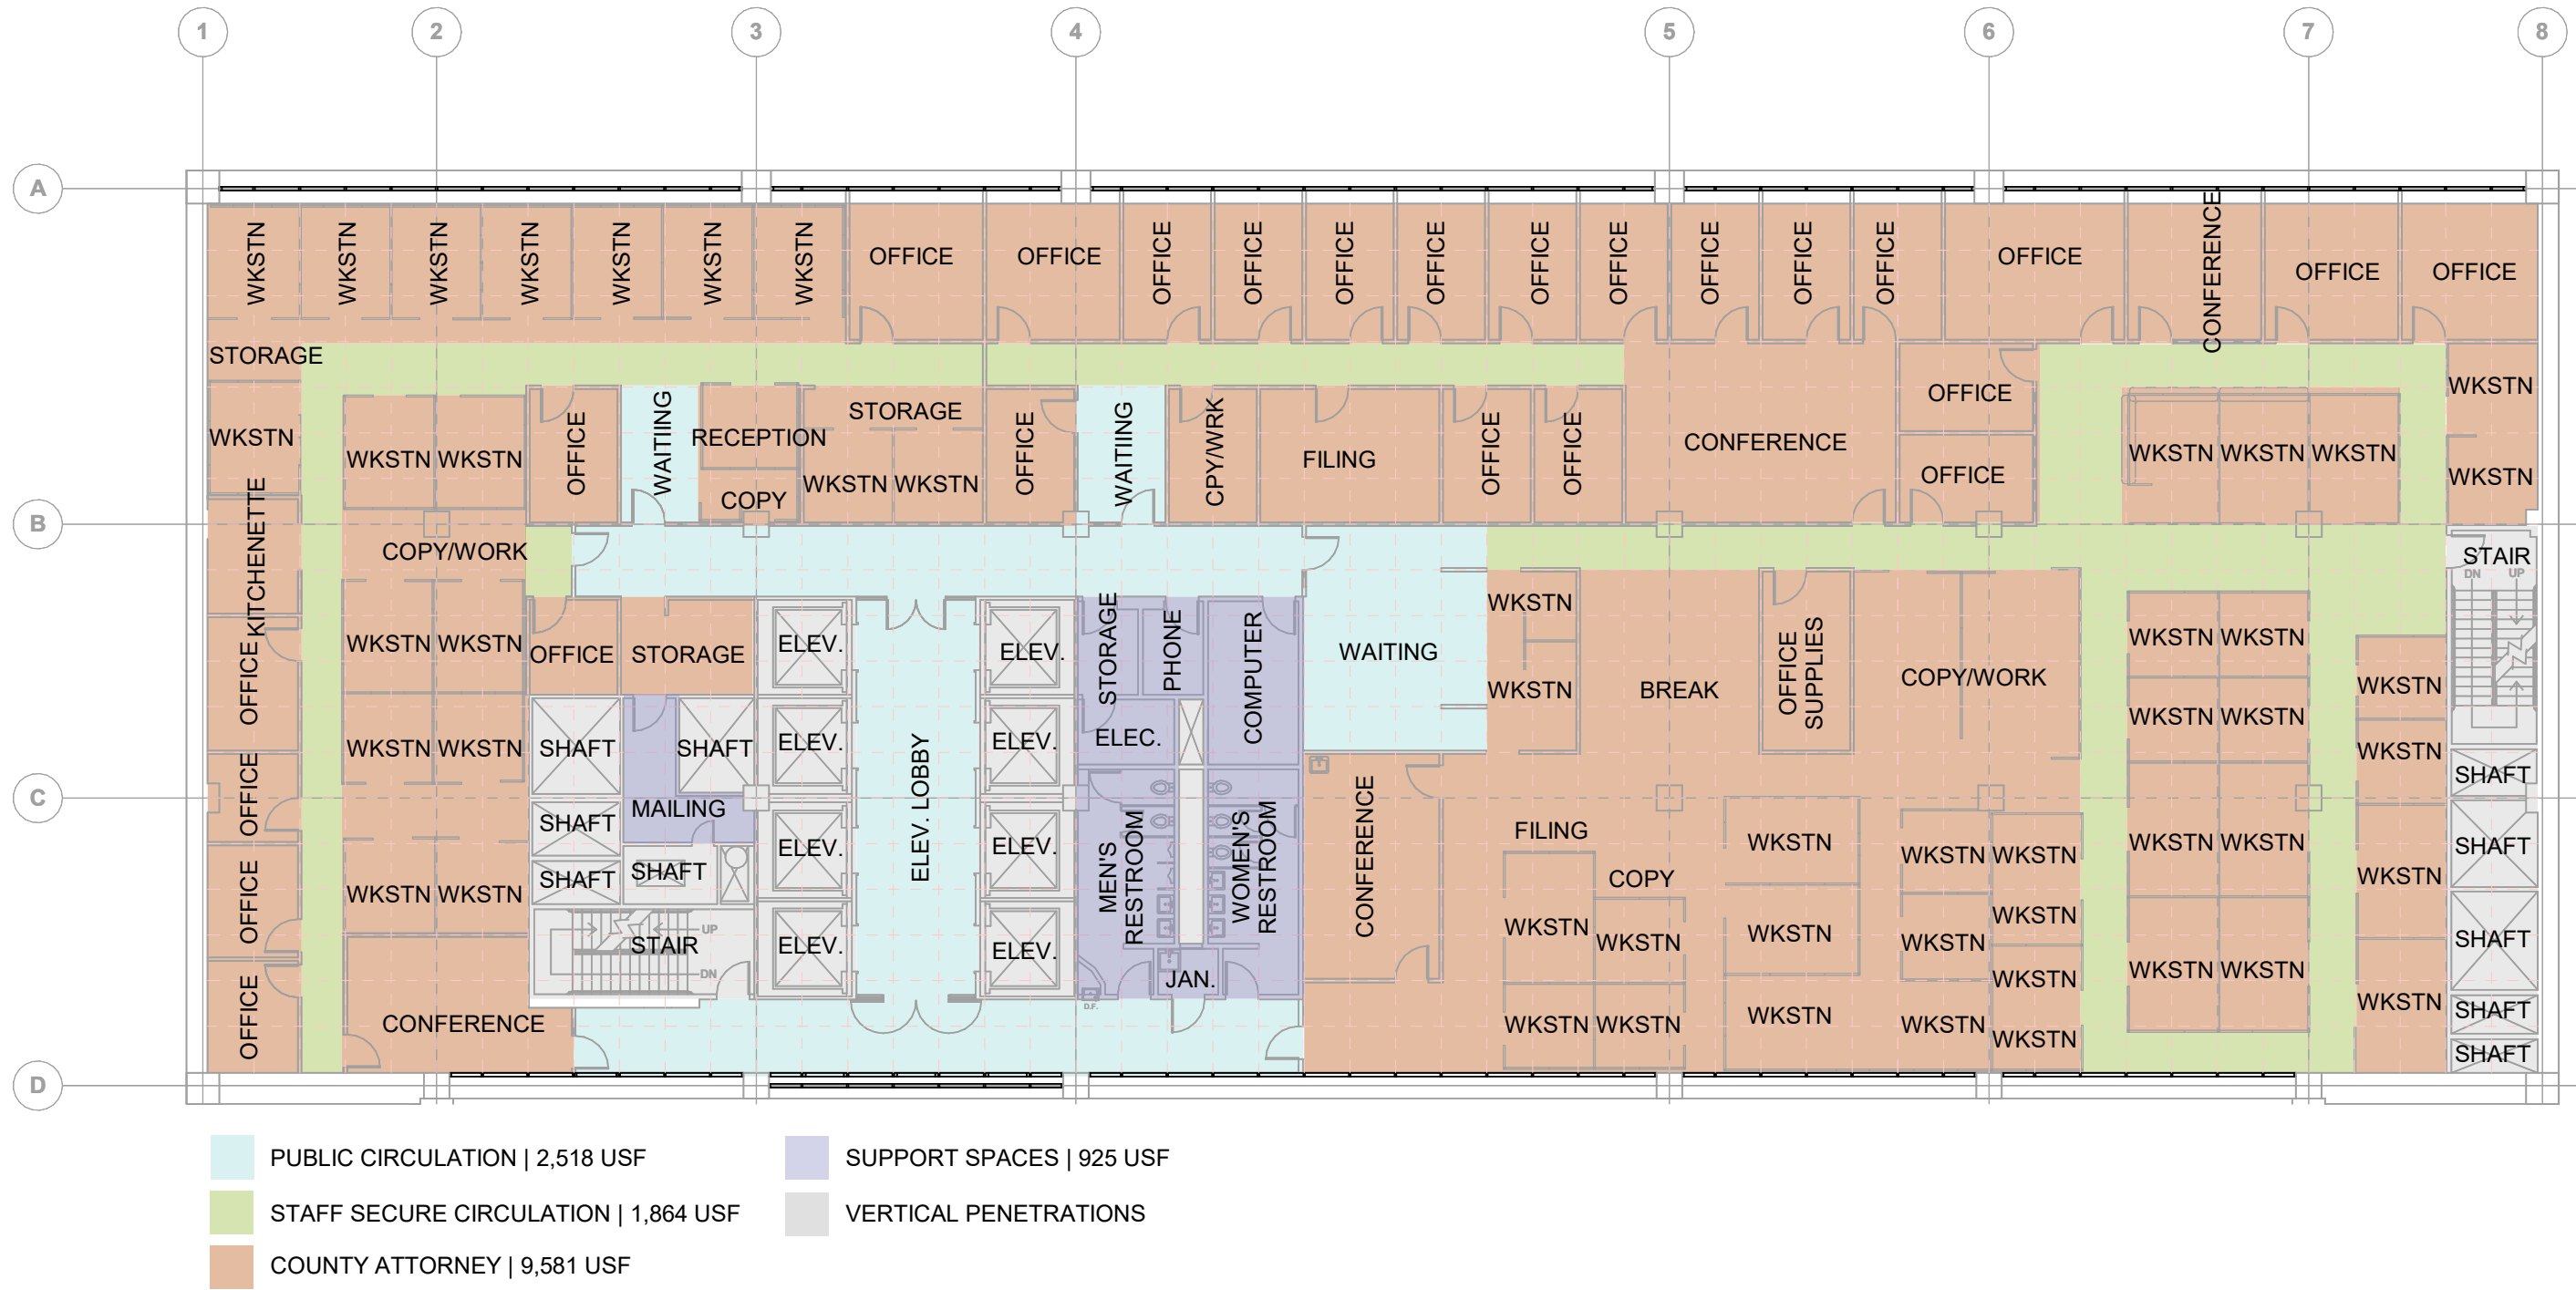 1 2 3 4 5 6 7 8
A
WKSTN WKSTN WKSTN WKSTN WKSTN WKSTN WKSTN OFFICE OFFICE OFFICE OFFICE OFFICE OFFICE OFFICE OFFICE OFFICE OFFICE OFFICE OFFICE CONFERENCE OFFICE OFFICE
STORAGE
WKSTN WKSTN WKSTN OFFICE WAITIING RECEPTION COPY STORAGE WKSTN WKSTN OFFICE WAITIING CPY/WRK FILING OFFICE OFFICE CONFERENCE OFFICE OFFICE WKSTN WKSTN WKSTN WKSTN WKSTN
B
KITCHENETTE COPY/WORK STAIR
DN UP
OFFICE WKSTN WKSTN OFFICE STORAGE ELEV. ELEV. STORAGE PHONE COMPUTER WAITING WKSTN WKSTN BREAK OFFICE
SUPPLIES
COPY/WORK WKSTN WKSTN WKSTN
WKSTN WKSTN SHAFT SHAFT ELEV. ELEV. ELEC. WKSTN WKSTN WKSTN SHAFT
C
OFFICE MAILING ELEV. LOBBY
SHAFT SHAFT ELEV. ELEV. CONFERENCE FILING WKSTN WKSTN WKSTN WKSTN WKSTN SHAFT
OFFICE WKSTN WKSTN SHAFT MEN'S
RESTROOM
WOMEN'S
RESTROOM
COPY WKSTN WKSTN WKSTN WKSTN WKSTN WKSTN
STAIR UP
DN
ELEV. ELEV. JAN. D.F. WKSTN WKSTN WKSTN SHAFT
OFFICE CONFERENCE WKSTN WKSTN WKSTN WKSTN WKSTN WKSTN SHAFT
SHAFT
D
PUBLIC CIRCULATION | 2,518 USF
STAFF SECURE CIRCULATION | 1,864 USF
COUNTY ATTORNEY | 9,581 USF
SUPPORT SPACES | 925 USF
VERTICAL PENETRATIONS